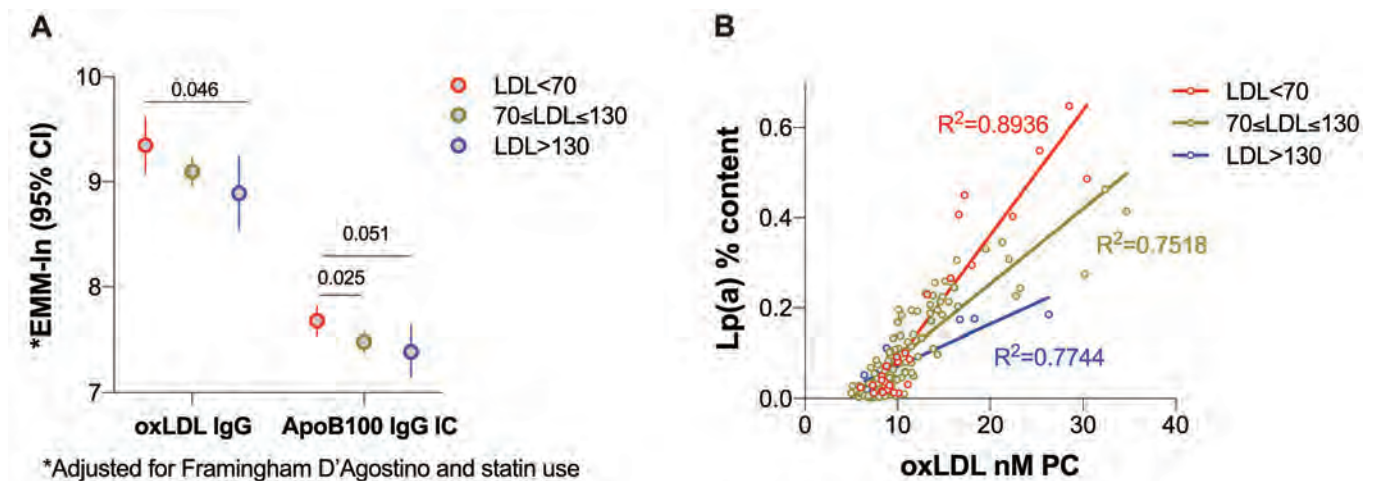 A
*EMM-ln (95% CI)
10
9
8
7
0.046
0.051
0.025
LDL<70
70≤LDL≤130
LDL>130
oxLDL IgG
ApoB100 IgG IC
*Adjusted for Framingham D'Agostino and statin use
B
Lp(a) % content
0.6
0.4
0.2
0.0
R²=0.8936
R²=0.7518
R²=0.7744
LDL<70
70≤LDL≤130
LDL>130
0 10 20 30 40
oxLDL nM PC